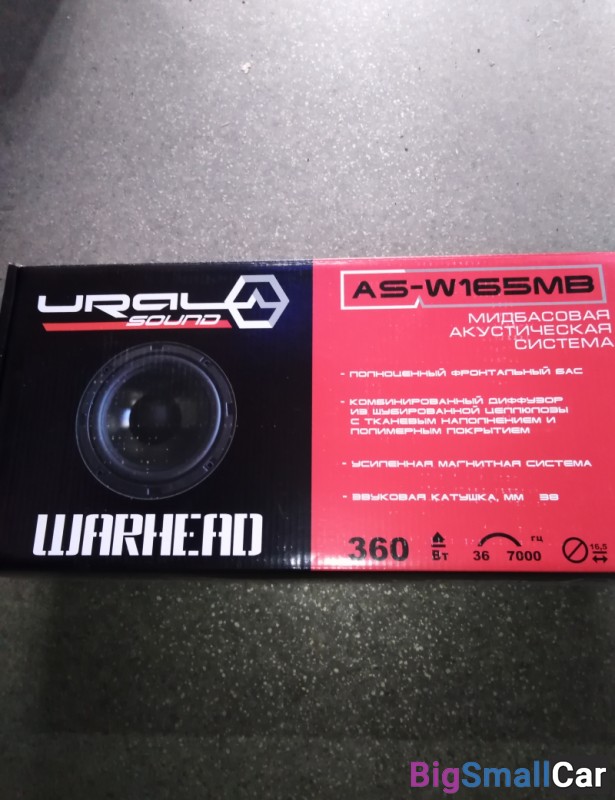 URAL
SOUND
WARHEAD
AS-W165MB
МИДБАСОВАЯ
АКУСТИЧЕСКАЯ
СИСТЕМА
- ПОЛНОЦЕННЫЙ ФРОНТАЛЬНЫЙ БАС
- КОМБИНИРОВАННЫЙ ДИФФУЗОР
ИЗ ШУБИРОВАННОЙ ЦЕЛЛЮЛОЗЫ
С ТКАНЕВЫМ НАПОЛНЕНИЕМ И
ПОЛИМЕРНЫМ ПОКРЫТИЕМ
- УСИЛЕННАЯ МАГНИТНАЯ СИСТЕМА
- ЗВУКОВАЯ КАТУШКА, ММ 38
360 Вт 36 7000 гц 16,5
BigSmallCar